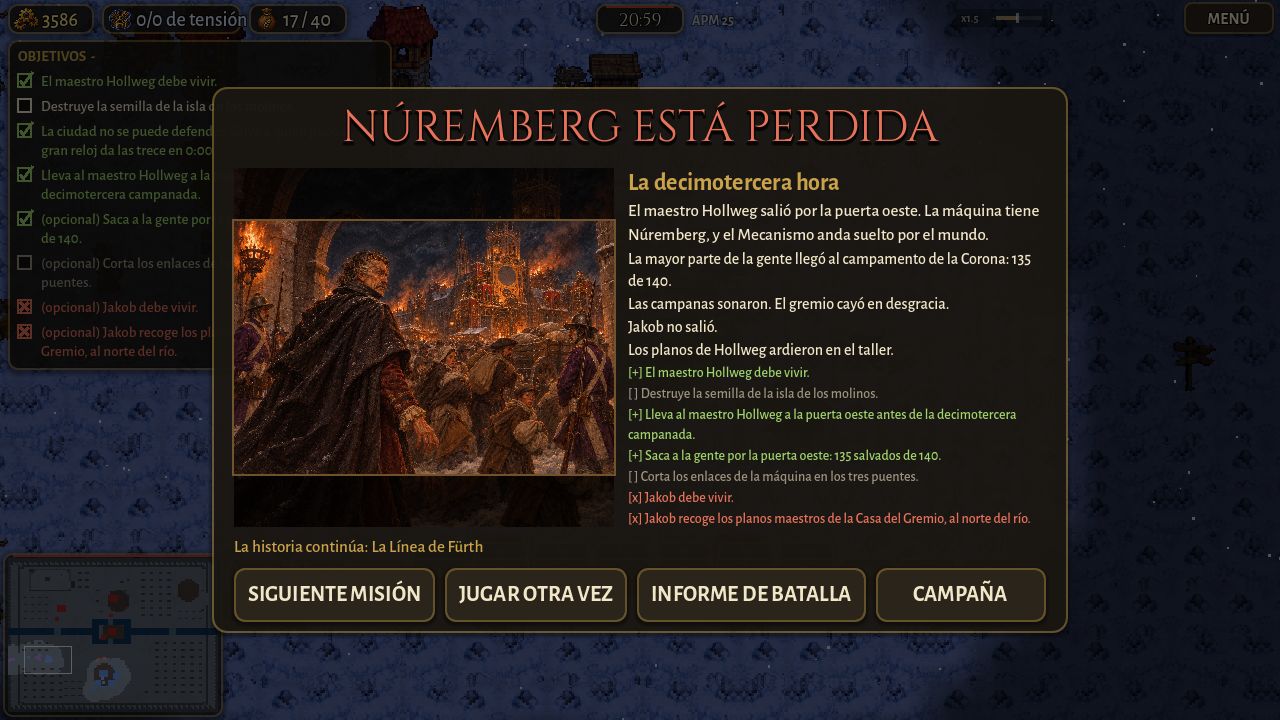 3586
0/0 de tensión
17 / 40
20:59
APM 25
x1.5
MENÚ
OBJETIVOS -
El maestro Hollweg debe vivir.
Destruye la semilla de la isla de los molinos.
La ciudad no se puede defend
gran reloj da las trece en 0:00
Lleva al maestro Hollweg a la
decimotercera campanada.
(opcional) Saca a la gente por
de 140.
(opcional) Corta los enlaces de
puentes.
(opcional) Jakob debe vivir.
(opcional) Jakob recoge los pl
Gremio, al norte del río.
NÚREMBERG ESTÁ PERDIDA
La decimotercera hora
El maestro Hollweg salió por la puerta oeste. La máquina tiene
Núremberg, y el Mecanismo anda suelto por el mundo.
La mayor parte de la gente llegó al campamento de la Corona: 135
de 140.
Las campanas sonaron. El gremio cayó en desgracia.
Jakob no salió.
Los planos de Hollweg ardieron en el taller.
[+] El maestro Hollweg debe vivir.
[ ] Destruye la semilla de la isla de los molinos.
[+] Lleva al maestro Hollweg a la puerta oeste antes de la decimotercera
campanada.
[+] Saca a la gente por la puerta oeste: 135 salvados de 140.
[ ] Corta los enlaces de la máquina en los tres puentes.
[x] Jakob debe vivir.
[x] Jakob recoge los planos maestros de la Casa del Gremio, al norte del río.
La historia continúa: La Línea de Fürth
SIGUIENTE MISIÓN
JUGAR OTRA VEZ
INFORME DE BATALLA
CAMPAÑA